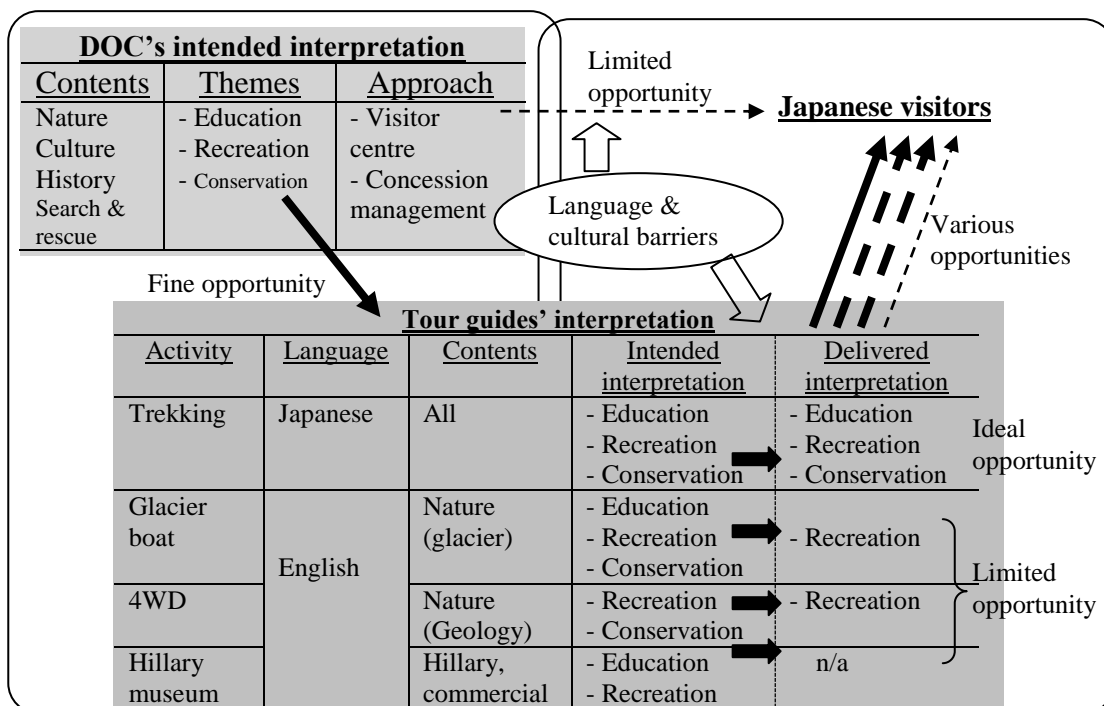 DOC's intended interpretation
Contents Themes Approach
Nature
Culture
History
Search &
rescue
- Education
- Recreation
- Conservation
- Visitor
centre
- Concession
management
Limited
opportunity
Japanese visitors
Language &
cultural barriers
Various
opportunities
Fine opportunity
Tour guides' interpretation
Activity Language Contents Intended Delivered
interpretation interpretation
Trekking Japanese All - Education - Education
- Recreation - Recreation
- Conservation - Conservation
Ideal
opportunity
Glacier
boat
English
Nature
(glacier)
- Education
- Recreation
- Conservation
- Recreation
4WD
Nature
(Geology)
- Recreation
- Conservation
- Recreation
Limited
opportunity
Hillary
museum
Hillary,
commercial
- Education
- Recreation
n/a